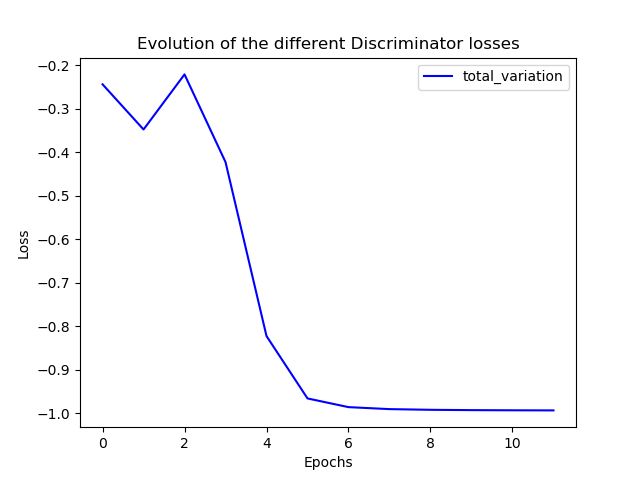 Evolution of the different Discriminator losses
total_variation
Loss
−0.2
−0.3
−0.4
−0.5
−0.6
−0.7
−0.8
−0.9
−1.0
0 2 4 6 8 10
Epochs